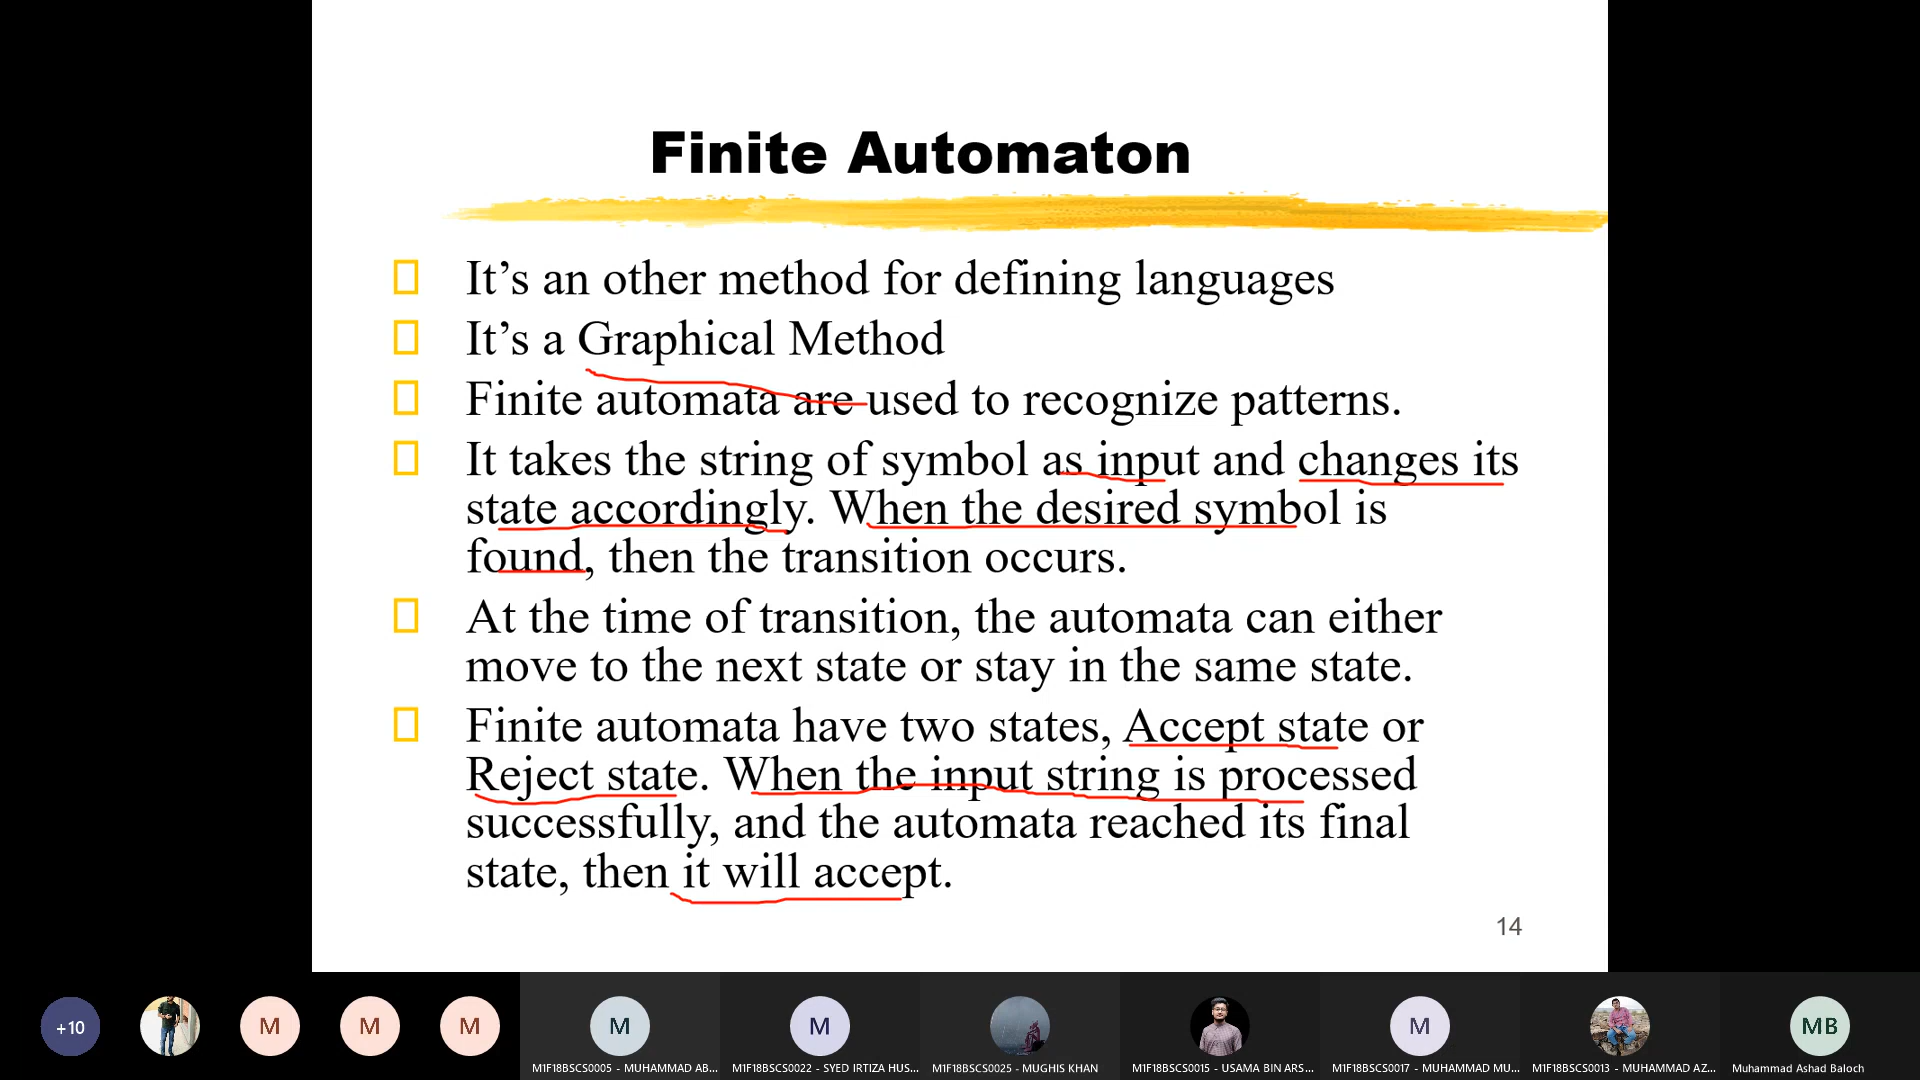 Finite Automaton
It’s an other method for defining languages
It’s a Graphical Method
Finite automata are used to recognize patterns.
It takes the string of symbol as input and changes its
state accordingly. When the desired symbol is
found, then the transition occurs.
At the time of transition, the automata can either
move to the next state or stay in the same state.
Finite automata have two states, Accept state or
Reject state. When the input string is processed
successfully, and the automata reached its final
state, then it will accept.
14
+10
M
M
M
M
M
M
MB
M1F18BSCS0005 - MUHAMMAD AB...
M1F18BSCS0022 - SYED IRTIZA HUS...
M1F18BSCS0025 - MUGHIS KHAN
M1F18BSCS0015 - USAMA BIN ARS...
M1F18BSCS0017 - MUHAMMAD MU...
M1F18BSCS0013 - MUHAMMAD AZ...
Muhammad Ashad Baloch